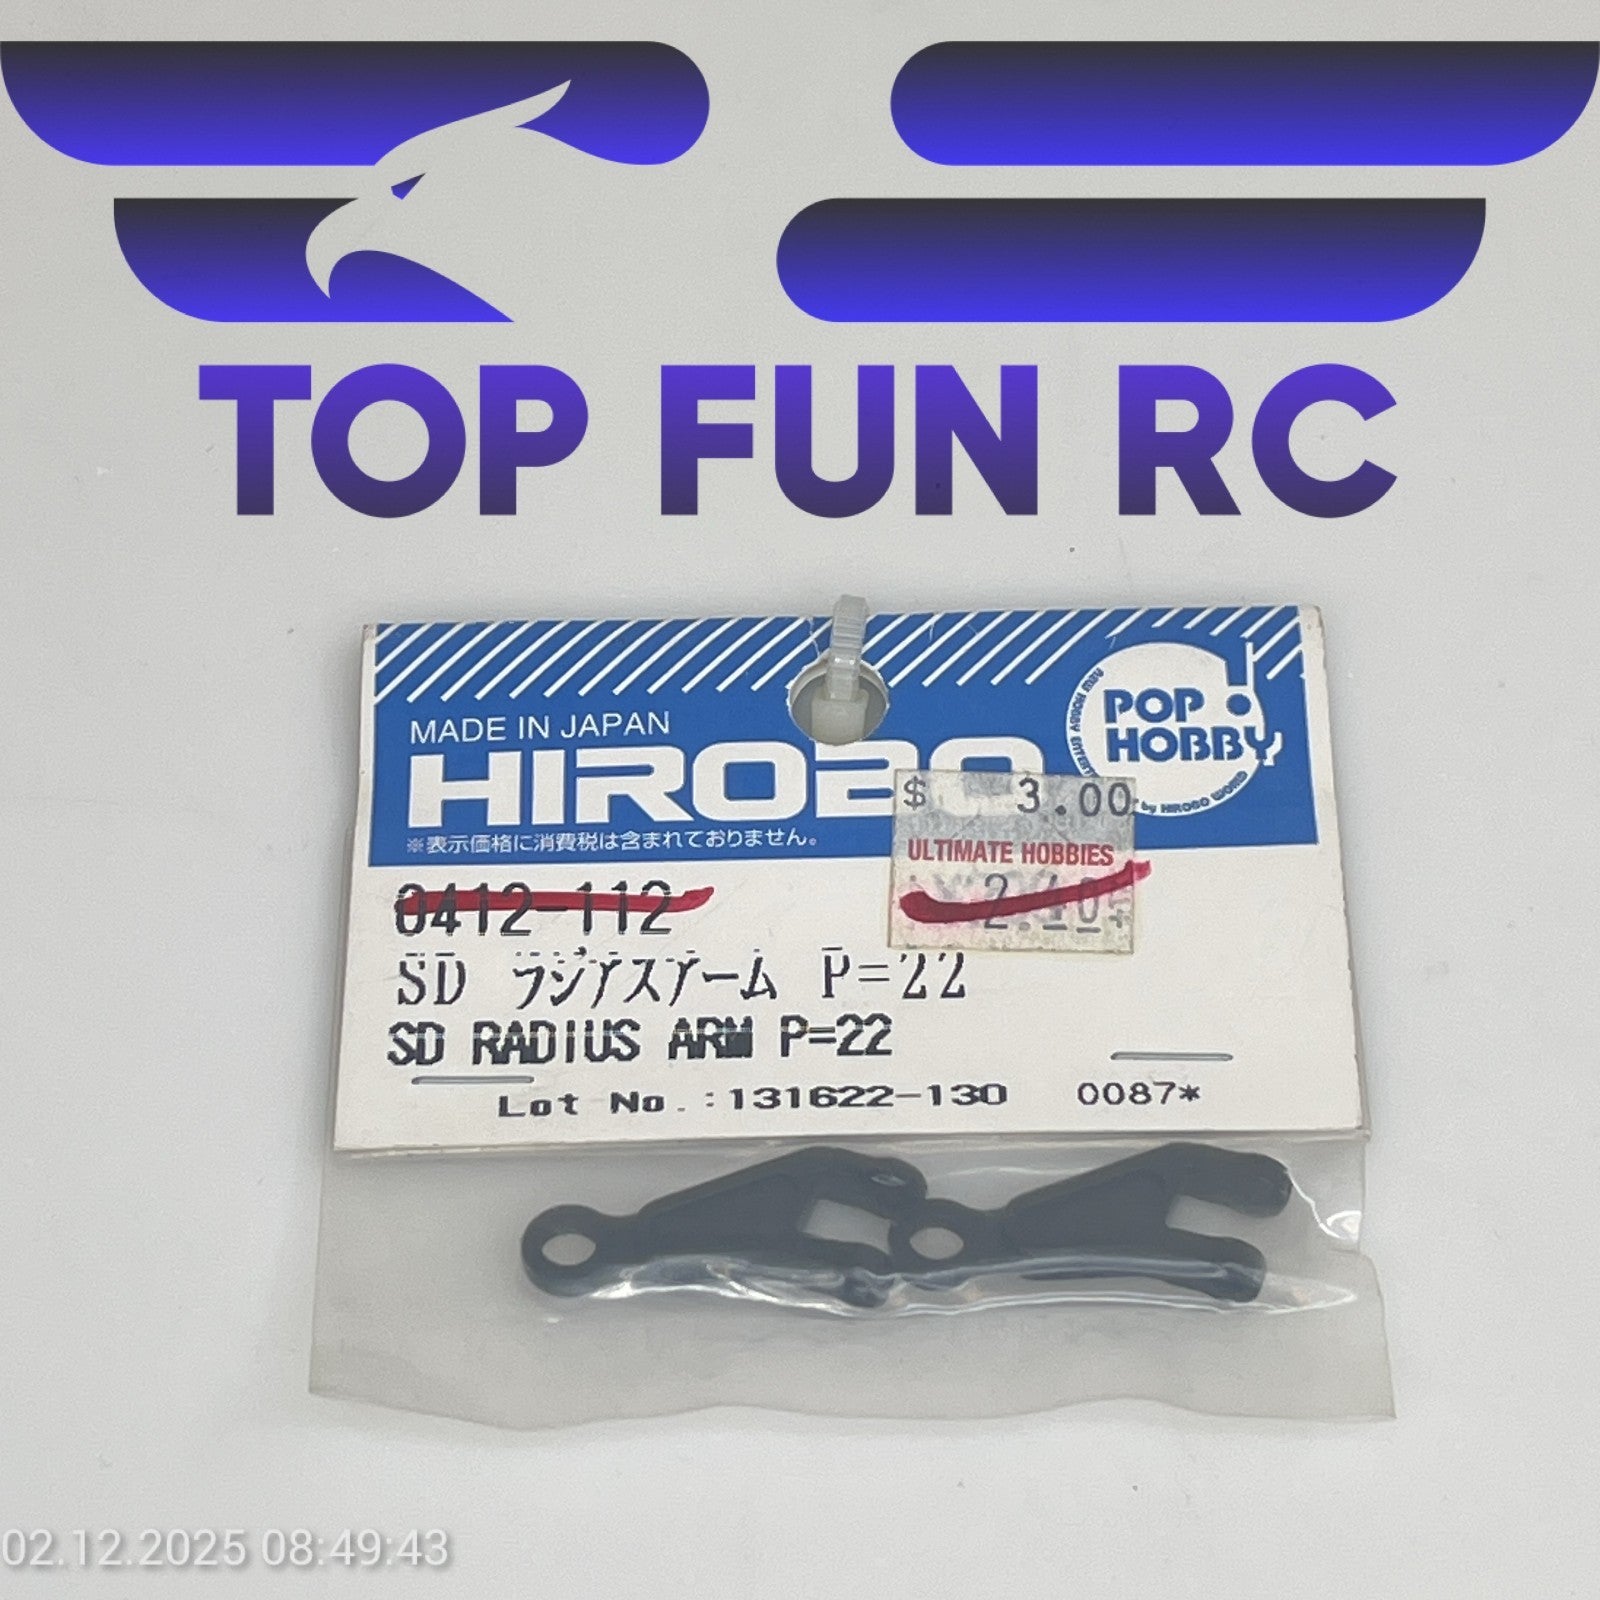 TOP FUN RC
MADE IN JAPAN
HIROBO
※表示価格に消費税は含まれておりません。
POP!
HOBBY
by HIROBO WORLD
$ 3.00
ULTIMATE HOBBIES
0412-112
SD ラジアスアーム P=22
SD RADIUS ARM P=22
Lot No.:131622-130 0087*
02.12.2025 08:49:43